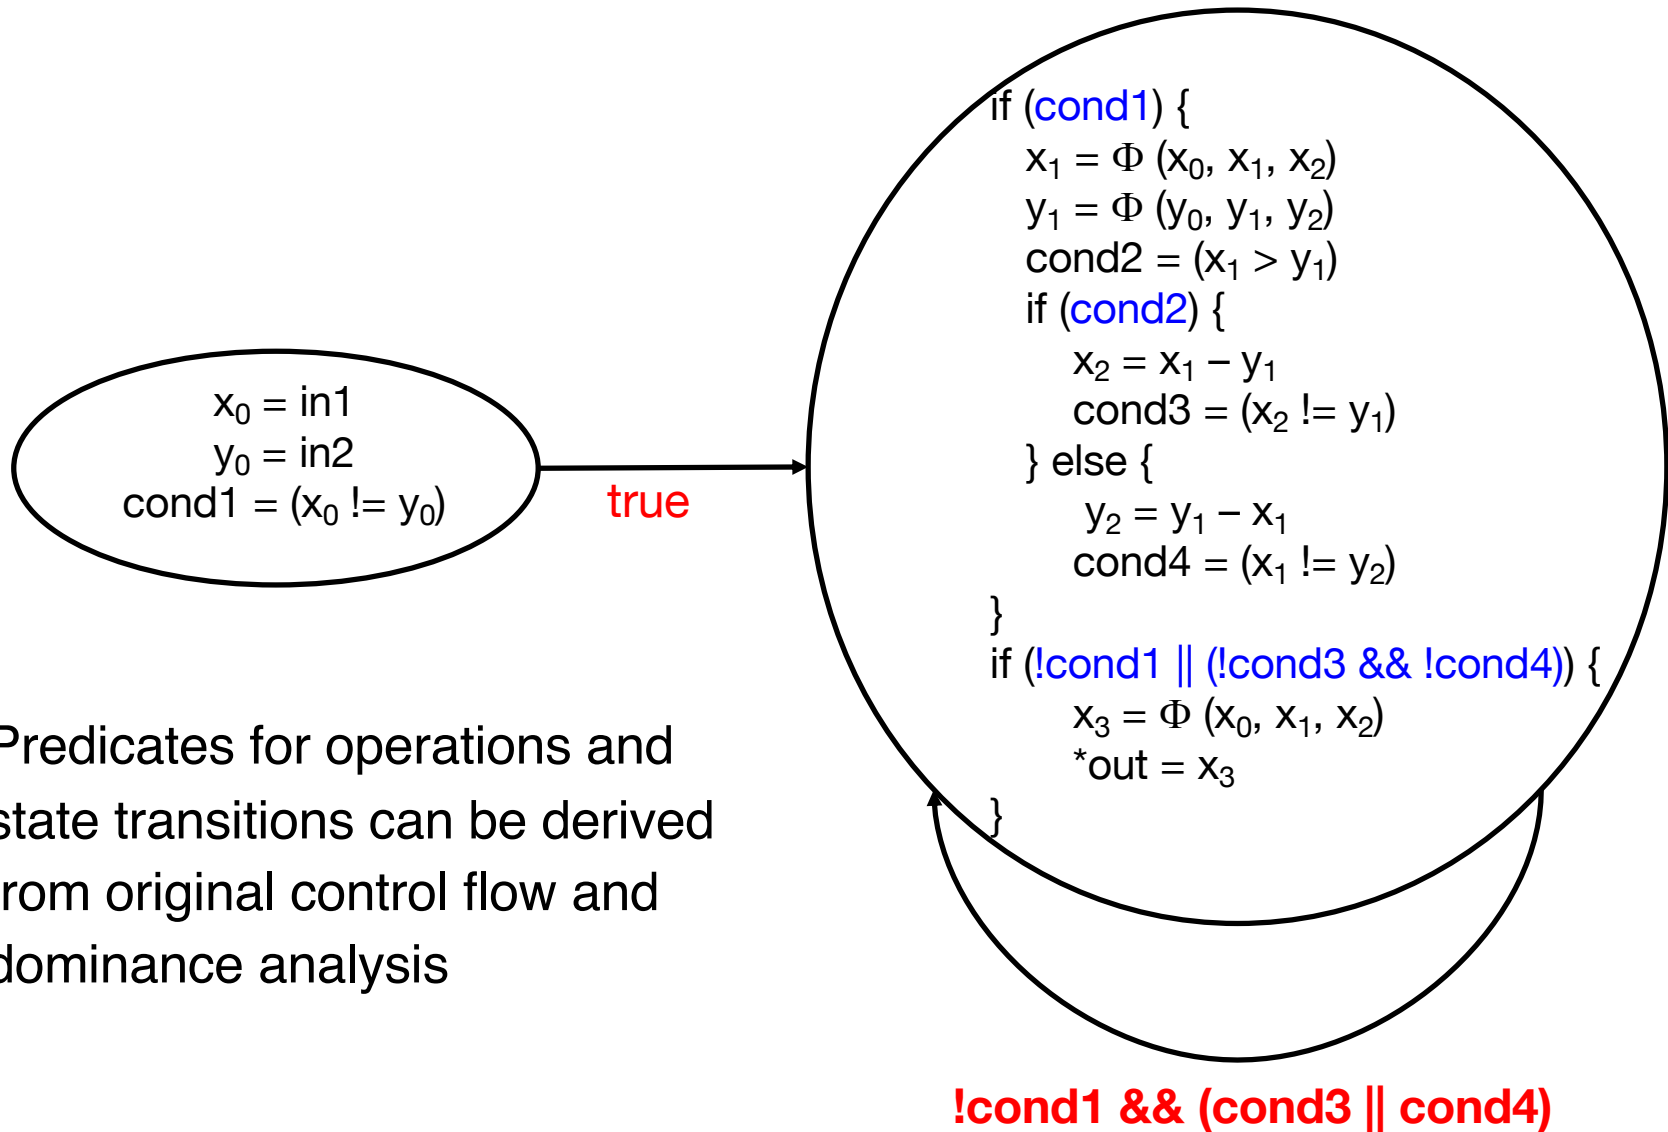 if (cond1) {
x₁ = Φ (x₀, x₁, x₂)
y₁ = Φ (y₀, y₁, y₂)
cond2 = (x₁ > y₁)
if (cond2) {
x₂ = x₁ – y₁
cond3 = (x₂ != y₁)
} else {
y₂ = y₁ – x₁
cond4 = (x₁ != y₂)
}
if (!cond1 || (!cond3 && !cond4)) {
x₃ = Φ (x₀, x₁, x₂)
*out = x₃
}
x₀ = in1
y₀ = in2
cond1 = (x₀ != y₀)
true
Predicates for operations and
state transitions can be derived
from original control flow and
dominance analysis
!cond1 && (cond3 || cond4)